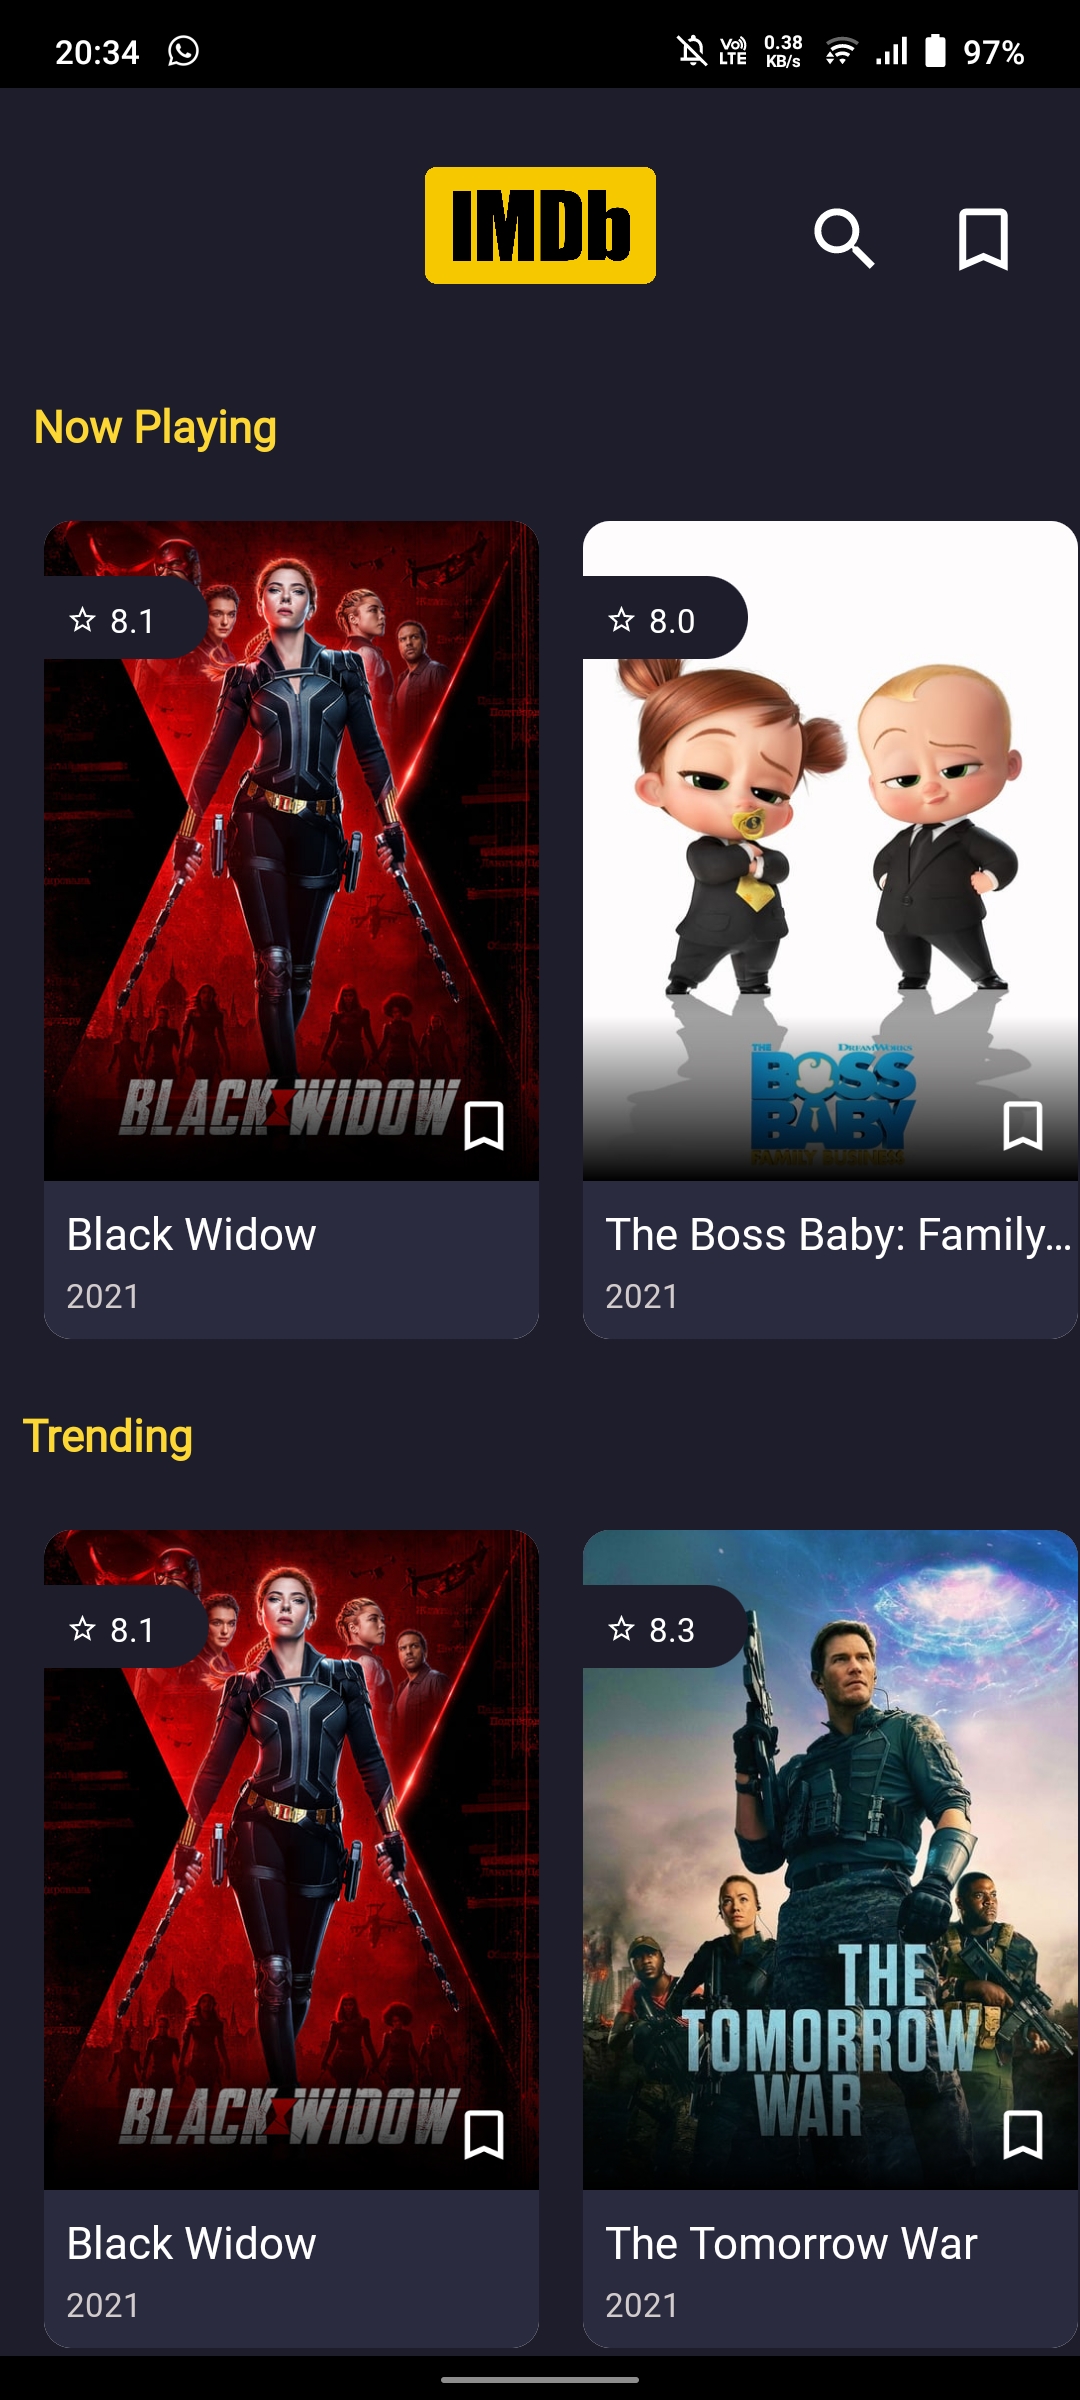 20:34 Vo) LTE 0.38 KB/s 97%
IMDb
Now Playing
8.1
BLACK WIDOW
Black Widow
2021
8.0
THE DREAMWORKS
BOSS
BABY
FAMILY BUSINESS
The Boss Baby: Family...
2021
Trending
8.1
BLACK WIDOW
Black Widow
2021
8.3
THE
TOMORROW
WAR
The Tomorrow War
2021